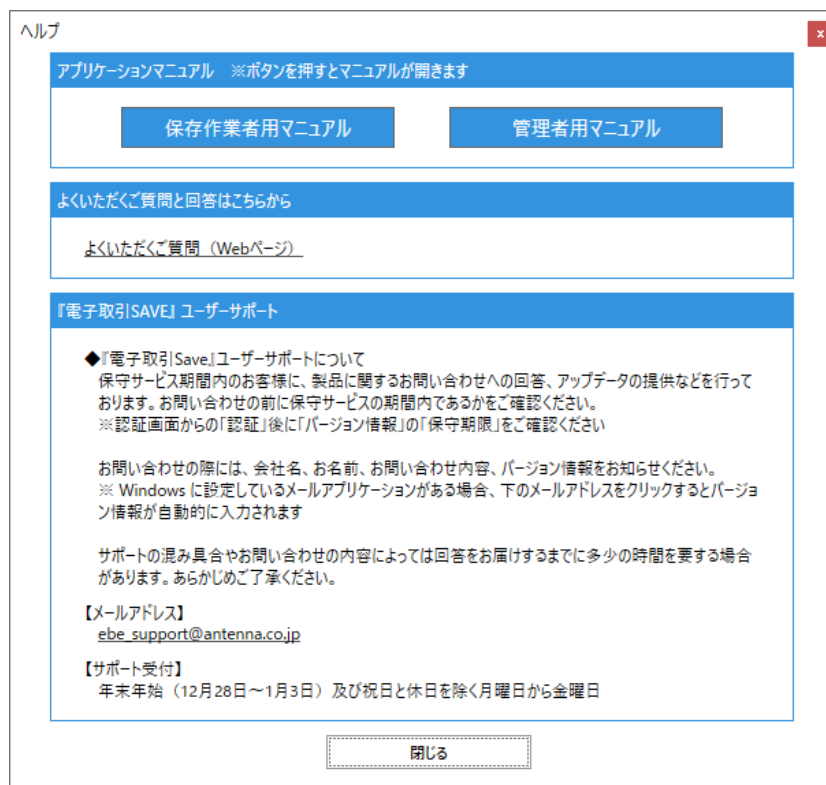 ヘルプ
x
アプリケーションマニュアル　※ボタンを押すとマニュアルが開きます
保存作業者用マニュアル
管理者用マニュアル
よくいただくご質問と回答はこちらから
よくいただくご質問（Webページ）
『電子取引SAVE』 ユーザーサポート
◆『電子取引Save』ユーザーサポートについて
保守サービス期間内のお客様に、製品に関するお問い合わせへの回答、アップデータの提供などを行って
おります。お問い合わせの前に保守サービスの期間内であるかをご確認ください。
※認証画面からの「認証」後に「バージョン情報」の「保守期限」をご確認ください
お問い合わせの際には、会社名、お名前、お問い合わせ内容、バージョン情報をお知らせください。
※ Windows に設定しているメールアプリケーションがある場合、下のメールアドレスをクリックするとバージョ
ン情報が自動的に入力されます
サポートの混み具合やお問い合わせの内容によっては回答をお届けするまでに多少の時間を要する場合
があります。あらかじめご了承ください。
【メールアドレス】
ebe_support@antenna.co.jp
【サポート受付】
年末年始（12月28日～1月3日）及び祝日と休日を除く月曜日から金曜日
閉じる